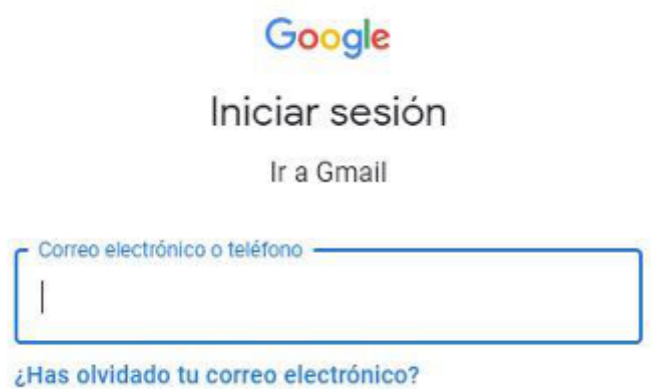 Google
Iniciar sesión
Ir a Gmail
Correo electrónico o teléfono
¿Has olvidado tu correo electrónico?